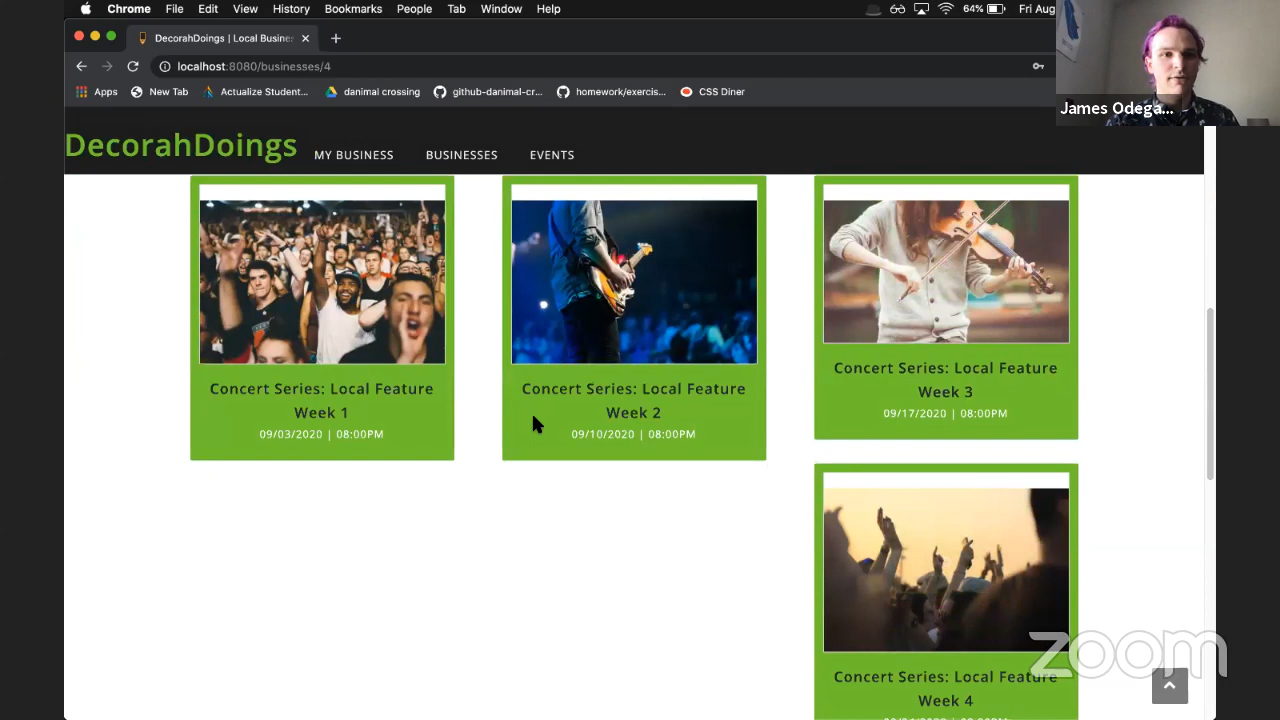 Chrome File Edit View History Bookmarks People Tab Window Help 64% Fri Aug
DecorahDoings | Local Busine
localhost:8080/businesses/4
Apps New Tab Actualize Student... danimal crossing github-danimal-cr... homework/exercis... CSS Diner
James Odega...
DecorahDoings MY BUSINESS BUSINESSES EVENTS
Concert Series: Local Feature
Week 1
09/03/2020 | 08:00PM
Concert Series: Local Feature
Week 2
09/10/2020 | 08:00PM
Concert Series: Local Feature
Week 3
09/17/2020 | 08:00PM
Concert Series: Local Feature
Week 4
zoom